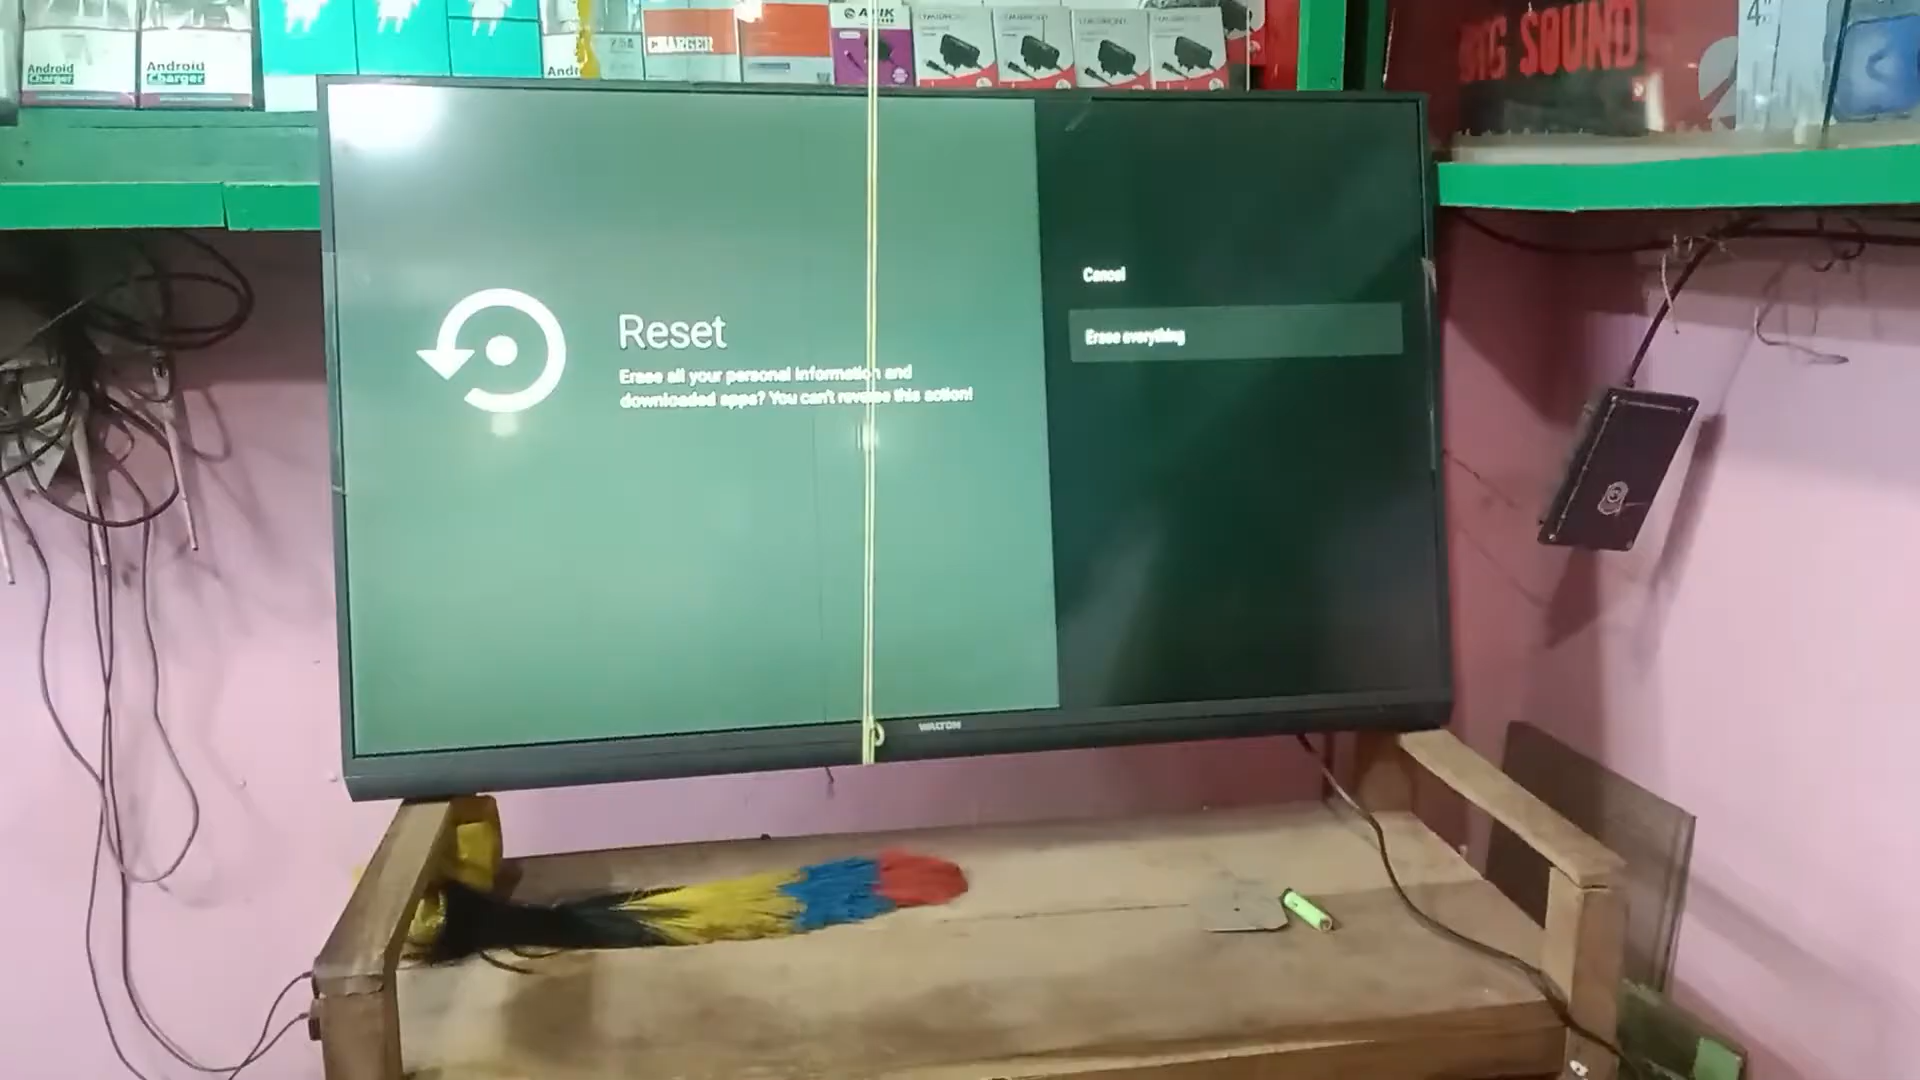 Android
Charger
Android
Charger
CHARGER
BIG SOUND
Reset
Erase all your personal information and
downloaded apps? You can't reverse this action!
Cancel
Erase everything
WALTON